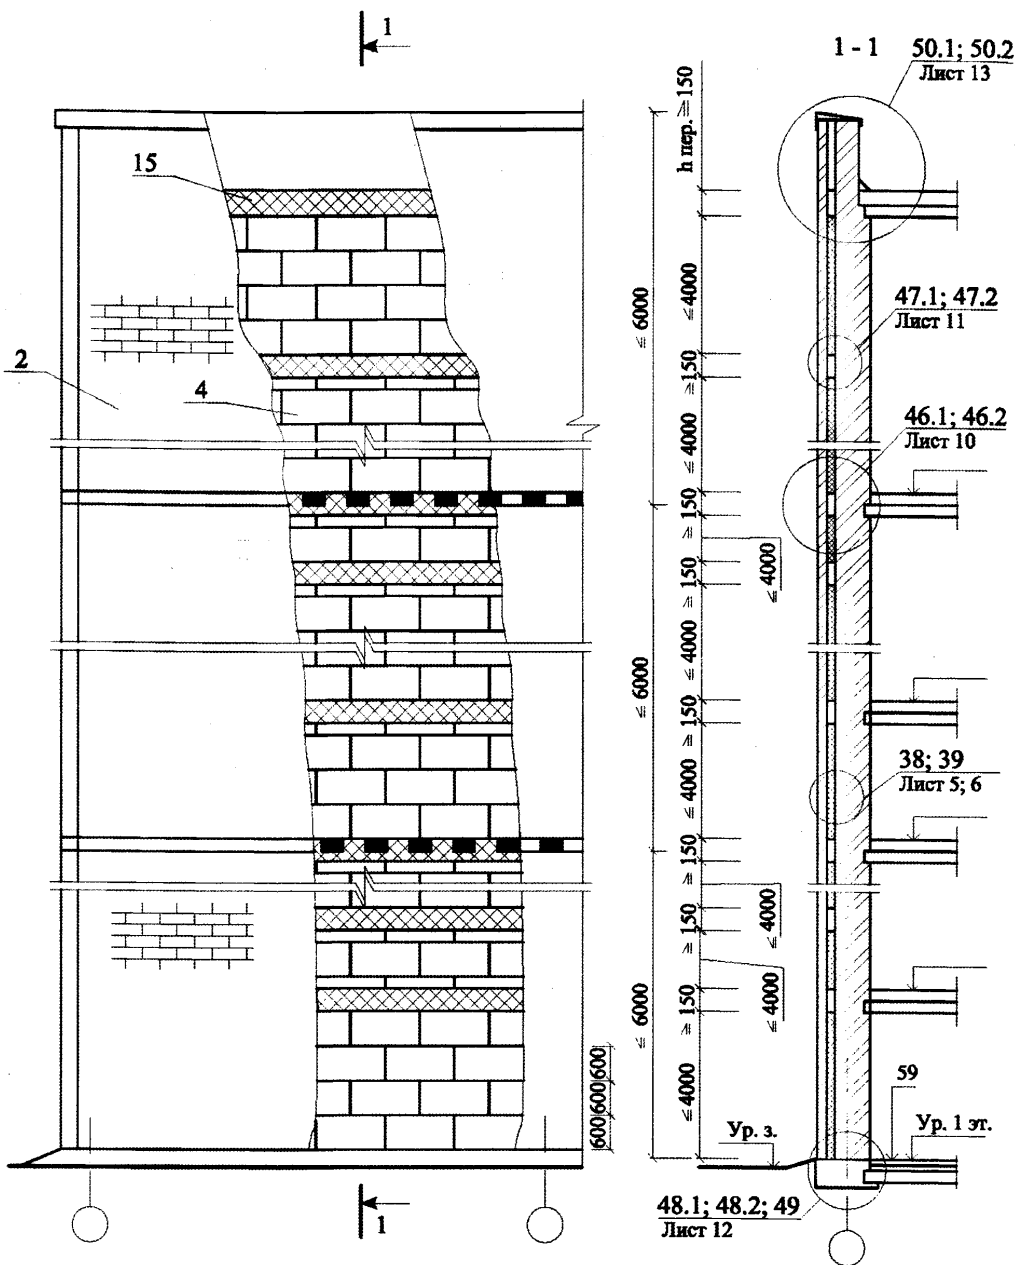 1
1 - 1
50.1; 50.2
Лист 13
15
h пер. ≥ 150
≤ 4000
≤ 6000
47.1; 47.2
Лист 11
≥ 150
2
4
46.1; 46.2
Лист 10
≤ 4000
≥ 150
≤ 4000
≥ 150
≤ 4000
≤ 6000
≥ 150
38; 39
Лист 5; 6
≤ 4000
≥ 150
≤ 4000
≥ 150
≤ 4000
≤ 6000
≥ 150
≤ 4000
600 600 600
59
Ур. з.
Ур. 1 эт.
1
48.1; 48.2; 49
Лист 12